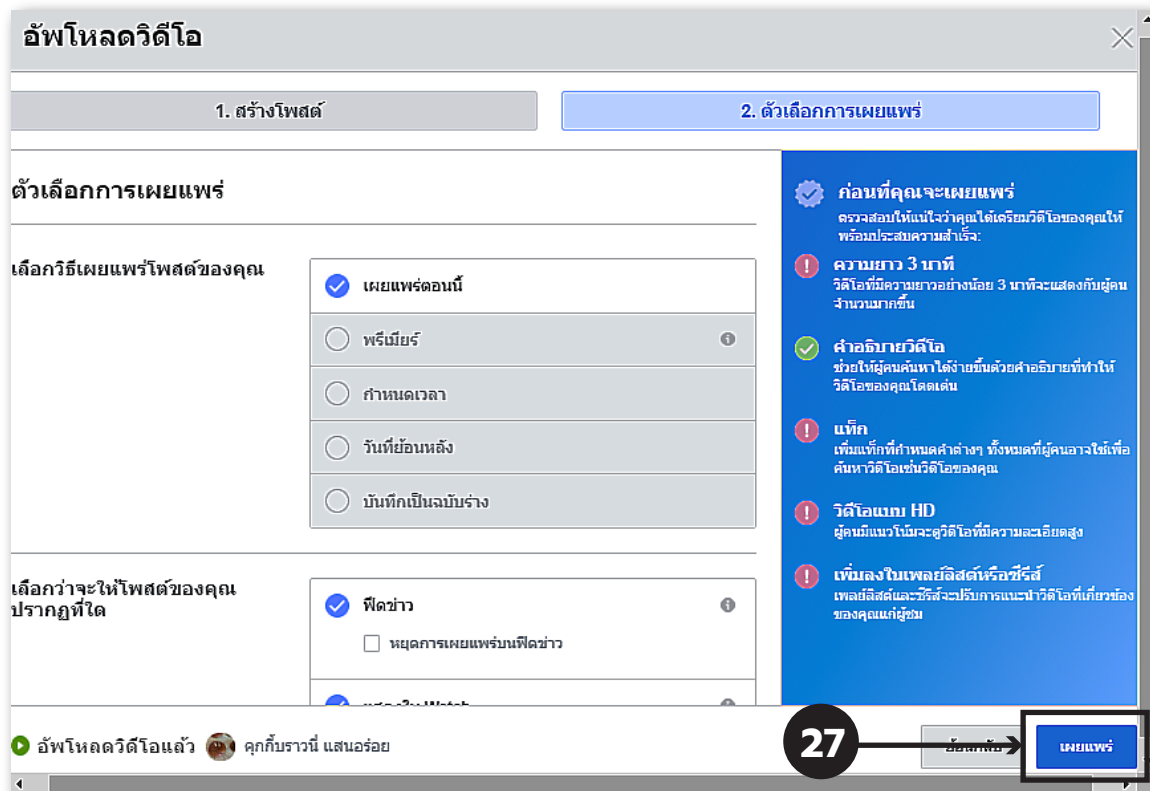 อัพโหลดวิดีโอ
1. สร้างโพสต์
2. ตัวเลือกการเผยแพร่
ตัวเลือกการเผยแพร่
เลือกวิธีเผยแพร่โพสต์ของคุณ
เผยแพร่ตอนนี้
พรีเมียร์
กำหนดเวลา
วันที่ย้อนหลัง
บันทึกเป็นฉบับร่าง
เลือกว่าจะให้โพสต์ของคุณ
ปรากฏที่ใด
ฟีดข่าว
หยุดการเผยแพร่บนฟีดข่าว
แสดงใน Watch
ก่อนที่คุณจะเผยแพร่
ตรวจสอบให้แน่ใจว่าคุณได้เตรียมวิดีโอของคุณให้
พร้อมประสบความสำเร็จ:
ความยาว 3 นาที
วิดีโอที่มีความยาวอย่างน้อย 3 นาทีจะแสดงกับผู้คน
จำนวนมากขึ้น
คำอธิบายวิดีโอ
ช่วยให้ผู้คนค้นหาได้ง่ายขึ้นด้วยคำอธิบายที่ทำให้
วิดีโอของคุณโดดเด่น
แท็ก
เพิ่มแท็กที่กำหนดคำต่างๆ ทั้งหมดที่ผู้คนอาจใช้เพื่อ
ค้นหาวิดีโอเช่นวิดีโอของคุณ
วิดีโอแบบ HD
ผู้คนมีแนวโน้มจะดูวิดีโอที่มีความละเอียดสูง
เพิ่มลงในเพลย์ลิสต์หรือซีรีส์
เพลย์ลิสต์และซีรีส์จะปรับการแนะนำวิดีโอที่เกี่ยวข้อง
ของคุณแก่ผู้ชม
อัพโหลดวิดีโอแล้ว
คุกกี้บราวนี่ แสนอร่อย
27
ย้อนกลับ
เผยแพร่